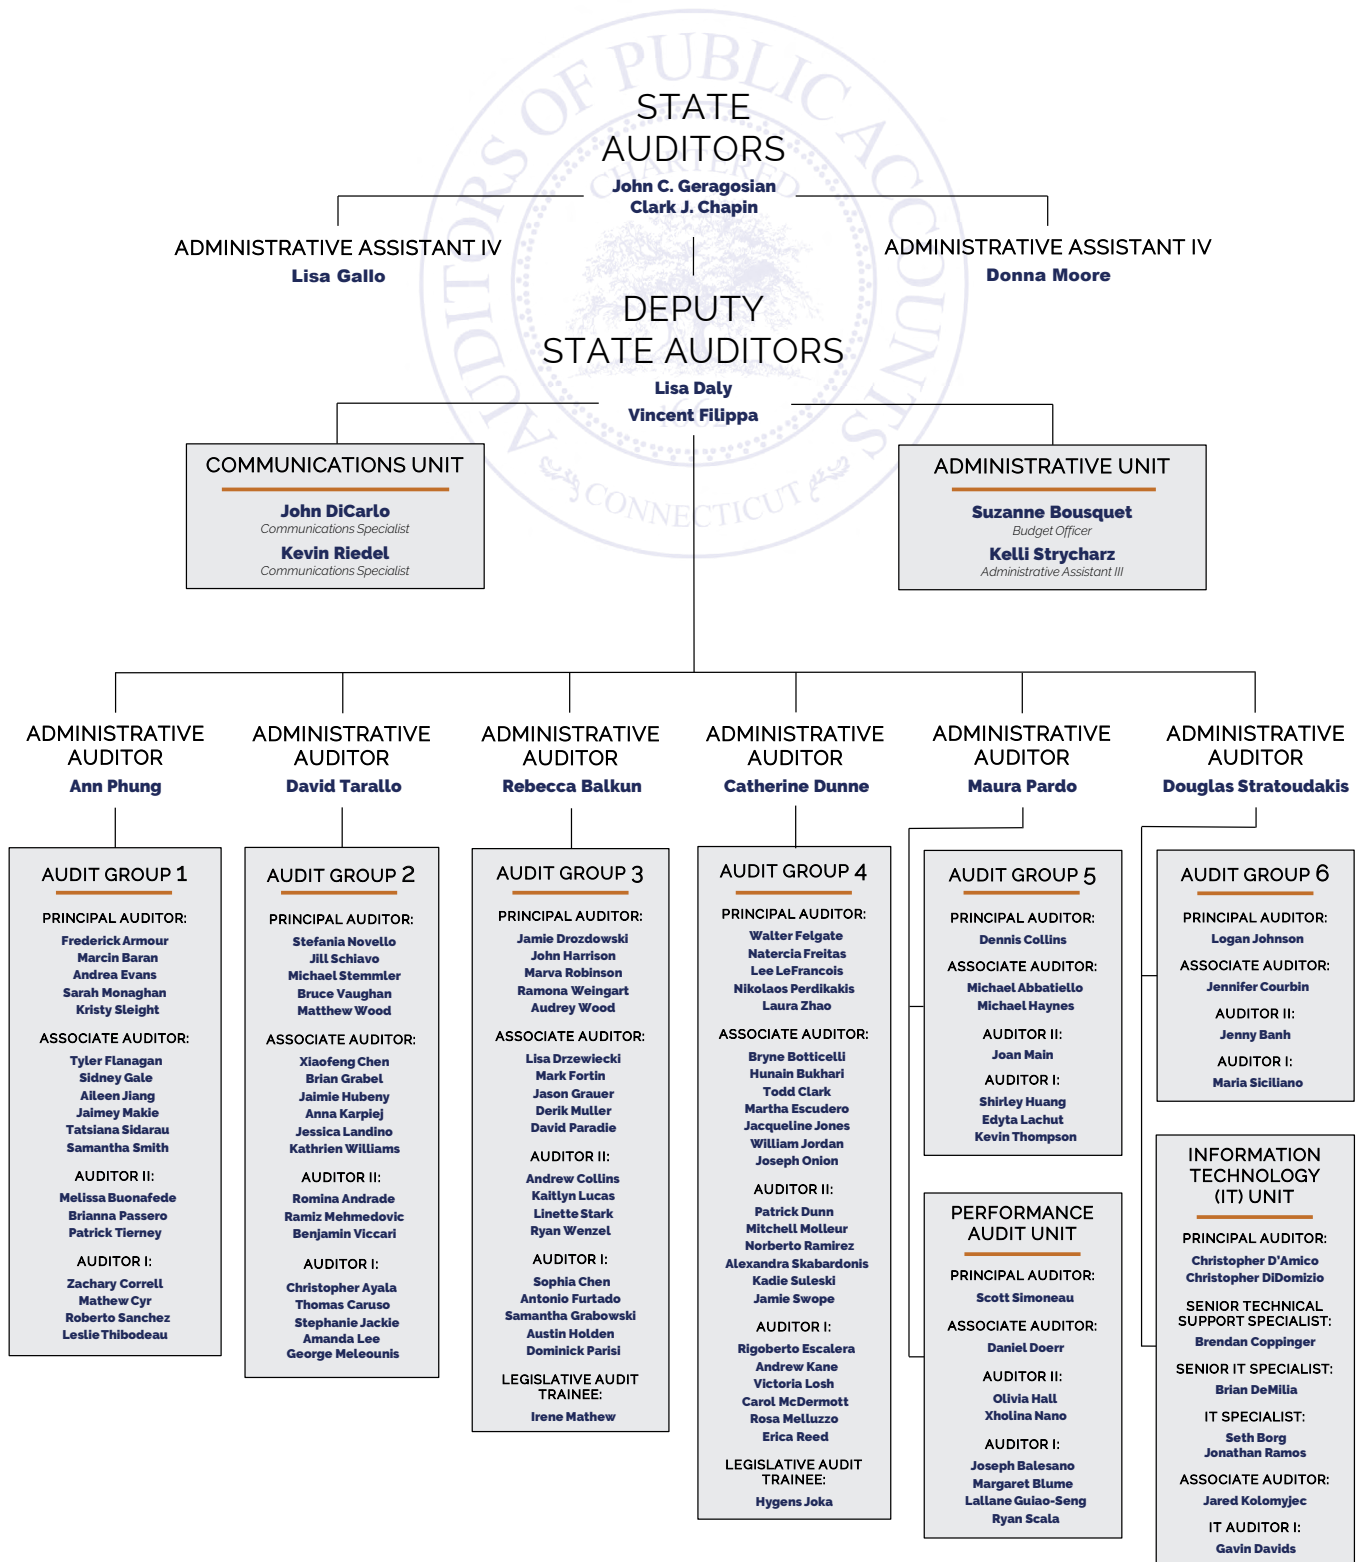 AUDITORS OF PUBLIC ACCOUNTS
CHARTERED
1662
CONNECTICUT
STATE
AUDITORS
John C. Geragosian
Clark J. Chapin
ADMINISTRATIVE ASSISTANT IV
Lisa Gallo
ADMINISTRATIVE ASSISTANT IV
Donna Moore
DEPUTY
STATE AUDITORS
Lisa Daly
Vincent Filippa
COMMUNICATIONS UNIT
John DiCarlo
Communications Specialist
Kevin Riedel
Communications Specialist
ADMINISTRATIVE UNIT
Suzanne Bousquet
Budget Officer
Kelli Strycharz
Administrative Assistant III
ADMINISTRATIVE
AUDITOR
Ann Phung
AUDIT GROUP 1
PRINCIPAL AUDITOR:
Frederick Armour
Marcin Baran
Andrea Evans
Sarah Monaghan
Kristy Sleight
ASSOCIATE AUDITOR:
Tyler Flanagan
Sidney Gale
Aileen Jiang
Jaimey Makie
Tatsiana Sidarau
Samantha Smith
AUDITOR II:
Melissa Buonafede
Brianna Passero
Patrick Tierney
AUDITOR I:
Zachary Correll
Mathew Cyr
Roberto Sanchez
Leslie Thibodeau
ADMINISTRATIVE
AUDITOR
David Tarallo
AUDIT GROUP 2
PRINCIPAL AUDITOR:
Stefania Novello
Jill Schiavo
Michael Stemmler
Bruce Vaughan
Matthew Wood
ASSOCIATE AUDITOR:
Xiaofeng Chen
Brian Grabel
Jaimie Hubeny
Anna Karpiej
Jessica Landino
Kathrien Williams
AUDITOR II:
Romina Andrade
Ramiz Mehmedovic
Benjamin Viccari
AUDITOR I:
Christopher Ayala
Thomas Caruso
Stephanie Jackie
Amanda Lee
George Meleounis
ADMINISTRATIVE
AUDITOR
Rebecca Balkun
AUDIT GROUP 3
PRINCIPAL AUDITOR:
Jamie Drozdowski
John Harrison
Marva Robinson
Ramona Weingart
Audrey Wood
ASSOCIATE AUDITOR:
Lisa Drzewiecki
Mark Fortin
Jason Grauer
Derik Muller
David Paradie
AUDITOR II:
Andrew Collins
Kaitlyn Lucas
Linette Stark
Ryan Wenzel
AUDITOR I:
Sophia Chen
Antonio Furtado
Samantha Grabowski
Austin Holden
Dominick Parisi
LEGISLATIVE AUDIT
TRAINEE:
Irene Mathew
ADMINISTRATIVE
AUDITOR
Catherine Dunne
AUDIT GROUP 4
PRINCIPAL AUDITOR:
Walter Felgate
Natercia Freitas
Lee LeFrancois
Nikolaos Perdikakis
Laura Zhao
ASSOCIATE AUDITOR:
Bryne Botticelli
Hunain Bukhari
Todd Clark
Martha Escudero
Jacqueline Jones
William Jordan
Joseph Onion
AUDITOR II:
Patrick Dunn
Mitchell Molleur
Norberto Ramirez
Alexandra Skabardonis
Kadie Suleski
Jamie Swope
AUDITOR I:
Rigoberto Escalera
Andrew Kane
Victoria Losh
Carol McDermott
Rosa Melluzzo
Erica Reed
LEGISLATIVE AUDIT
TRAINEE:
Hygens Joka
ADMINISTRATIVE
AUDITOR
Maura Pardo
AUDIT GROUP 5
PRINCIPAL AUDITOR:
Dennis Collins
ASSOCIATE AUDITOR:
Michael Abbatiello
Michael Haynes
AUDITOR II:
Joan Main
AUDITOR I:
Shirley Huang
Edyta Lachut
Kevin Thompson
PERFORMANCE
AUDIT UNIT
PRINCIPAL AUDITOR:
Scott Simoneau
ASSOCIATE AUDITOR:
Daniel Doerr
AUDITOR II:
Olivia Hall
Xholina Nano
AUDITOR I:
Joseph Balesano
Margaret Blume
Lallane Guiao-Seng
Ryan Scala
ADMINISTRATIVE
AUDITOR
Douglas Stratoudakis
AUDIT GROUP 6
PRINCIPAL AUDITOR:
Logan Johnson
ASSOCIATE AUDITOR:
Jennifer Courbin
AUDITOR II:
Jenny Banh
AUDITOR I:
Maria Siciliano
INFORMATION
TECHNOLOGY
(IT) UNIT
PRINCIPAL AUDITOR:
Christopher D'Amico
Christopher DiDomizio
SENIOR TECHNICAL
SUPPORT SPECIALIST:
Brendan Coppinger
SENIOR IT SPECIALIST:
Brian DeMilia
IT SPECIALIST:
Seth Borg
Jonathan Ramos
ASSOCIATE AUDITOR:
Jared Kolomyjec
IT AUDITOR I:
Gavin Davids